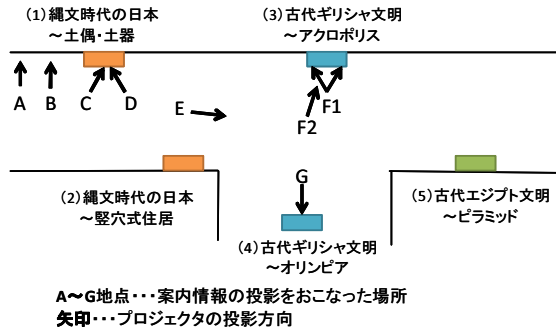 (1)縄文時代の日本
～土偶・土器
(3)古代ギリシャ文明
～アクロポリス
A
B
C
D
E
F1
F2
G
(2)縄文時代の日本
～竪穴式住居
(4)古代ギリシャ文明
～オリンピア
(5)古代エジプト文明
～ピラミッド
A～G地点・・・案内情報の投影をおこなった場所
矢印・・・プロジェクタの投影方向